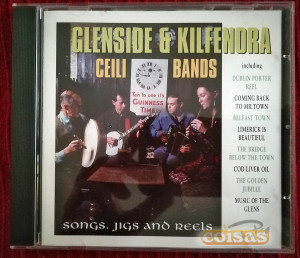 GLENSIDE & KILFENORA
CEILI BANDS
Ten to one it's
GUINNESS
TIME
including
DUBLIN PORTER
REEL
COMING BACK
TO MILTOWN
BELFAST TOWN
LIMERICK IS
BEAUTIFUL
THE BRIDGE
BELOW THE TOWN
COD LIVER OIL
THE GOLDEN
JUBILEE
MUSIC OF THE
GLENS
SONGS, JIGS AND REELS
coisas